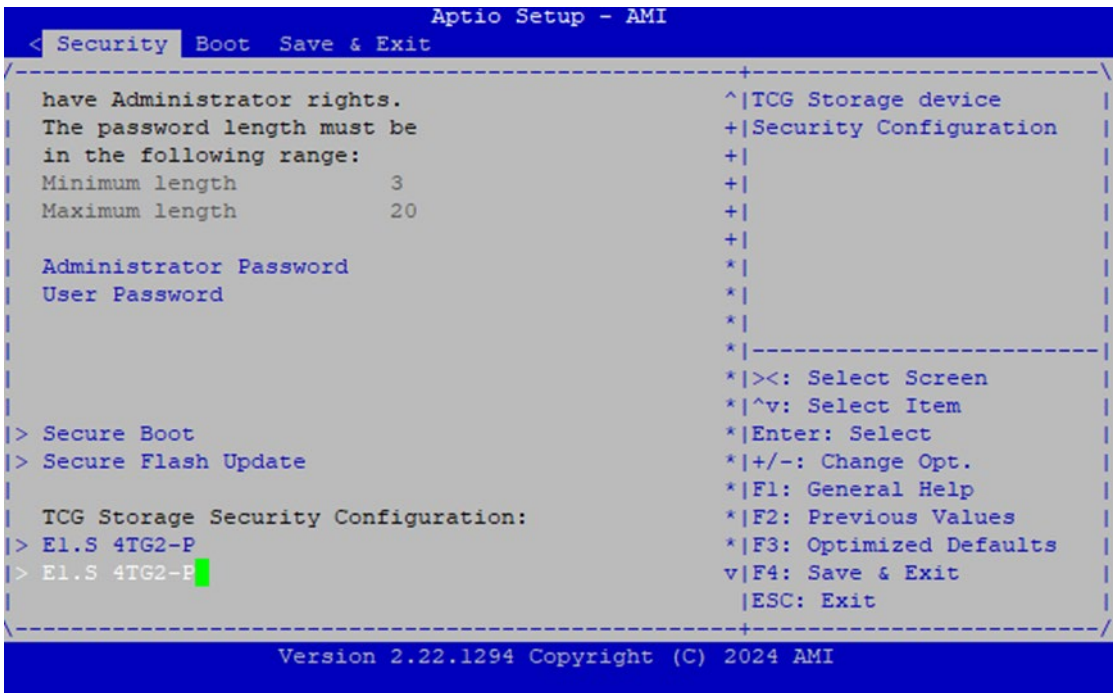 Aptio Setup - AMI
< Security Boot Save & Exit
/----------------------------------------------------+-------------------------\
| have Administrator rights. ^|TCG Storage device |
| The password length must be +|Security Configuration |
| in the following range: +| |
| Minimum length 3 +| |
| Maximum length 20 +| |
| +| |
| Administrator Password *| |
| User Password *| |
| *| |
| *|-------------------------|
| *|><: Select Screen |
| *|^v: Select Item |
|> Secure Boot *|Enter: Select |
|> Secure Flash Update *|+/-: Change Opt. |
| *|F1: General Help |
| TCG Storage Security Configuration: *|F2: Previous Values |
|> E1.S 4TG2-P *|F3: Optimized Defaults |
|> E1.S 4TG2-P v|F4: Save & Exit |
| |ESC: Exit |
\----------------------------------------------------+-------------------------/
Version 2.22.1294 Copyright (C) 2024 AMI